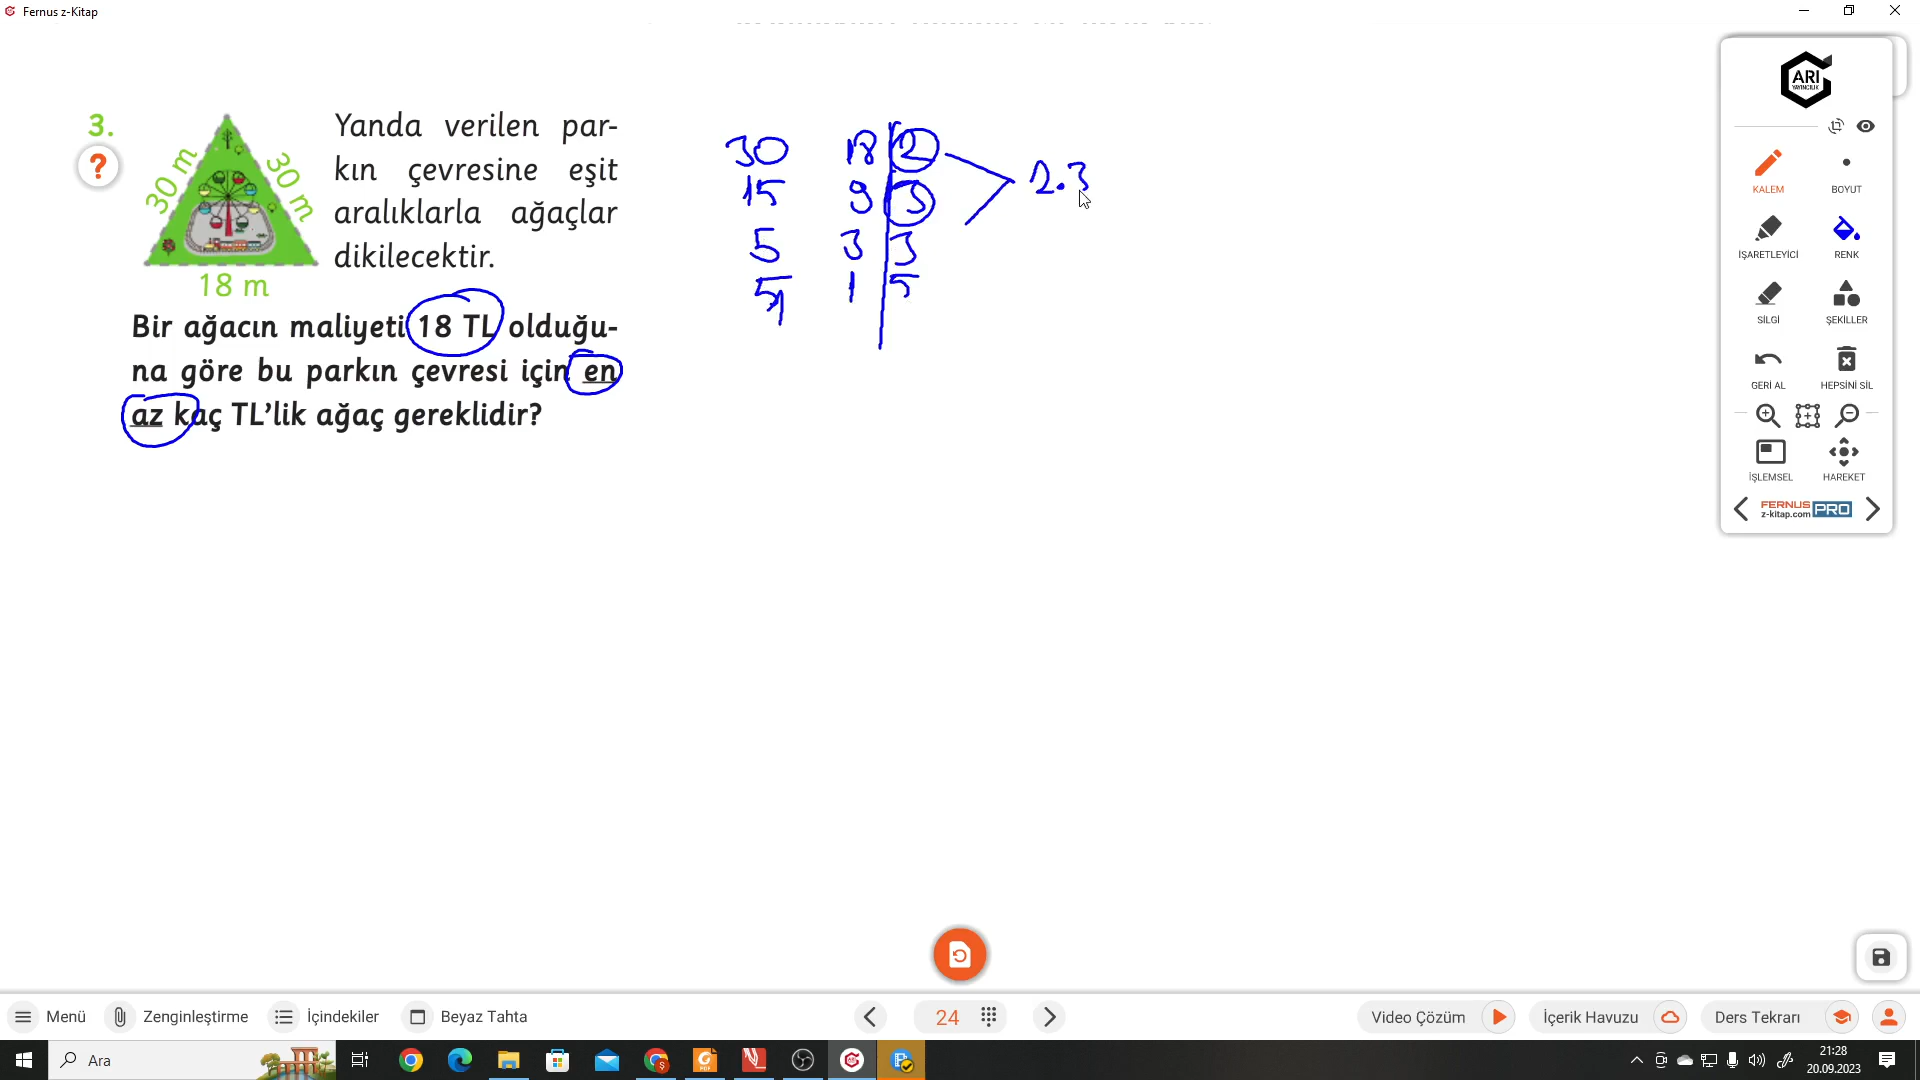 Fernus z-Kitap
3.
?
30 m
30 m
18 m
Yanda verilen par-
kın çevresine eşit
aralıklarla ağaçlar
dikilecektir.
Bir ağacın maliyeti 18 TL olduğu-
na göre bu parkın çevresi için en
az kaç TL'lik ağaç gereklidir?
30 18 2
15 9 3
5 3 3
5 1 5
1
2.3
ARI
YAYINCILIK
KALEM
BOYUT
İŞARETLEYİCİ
RENK
SİLGİ
ŞEKİLLER
GERİ AL
HEPSİNİ SİL
İŞLEMSEL
HAREKET
FERNUS
z-kitap.com PRO
Menü
Zenginleştirme
İçindekiler
Beyaz Tahta
24
Video Çözüm
İçerik Havuzu
Ders Tekrarı
Ara
21:28
20.09.2023